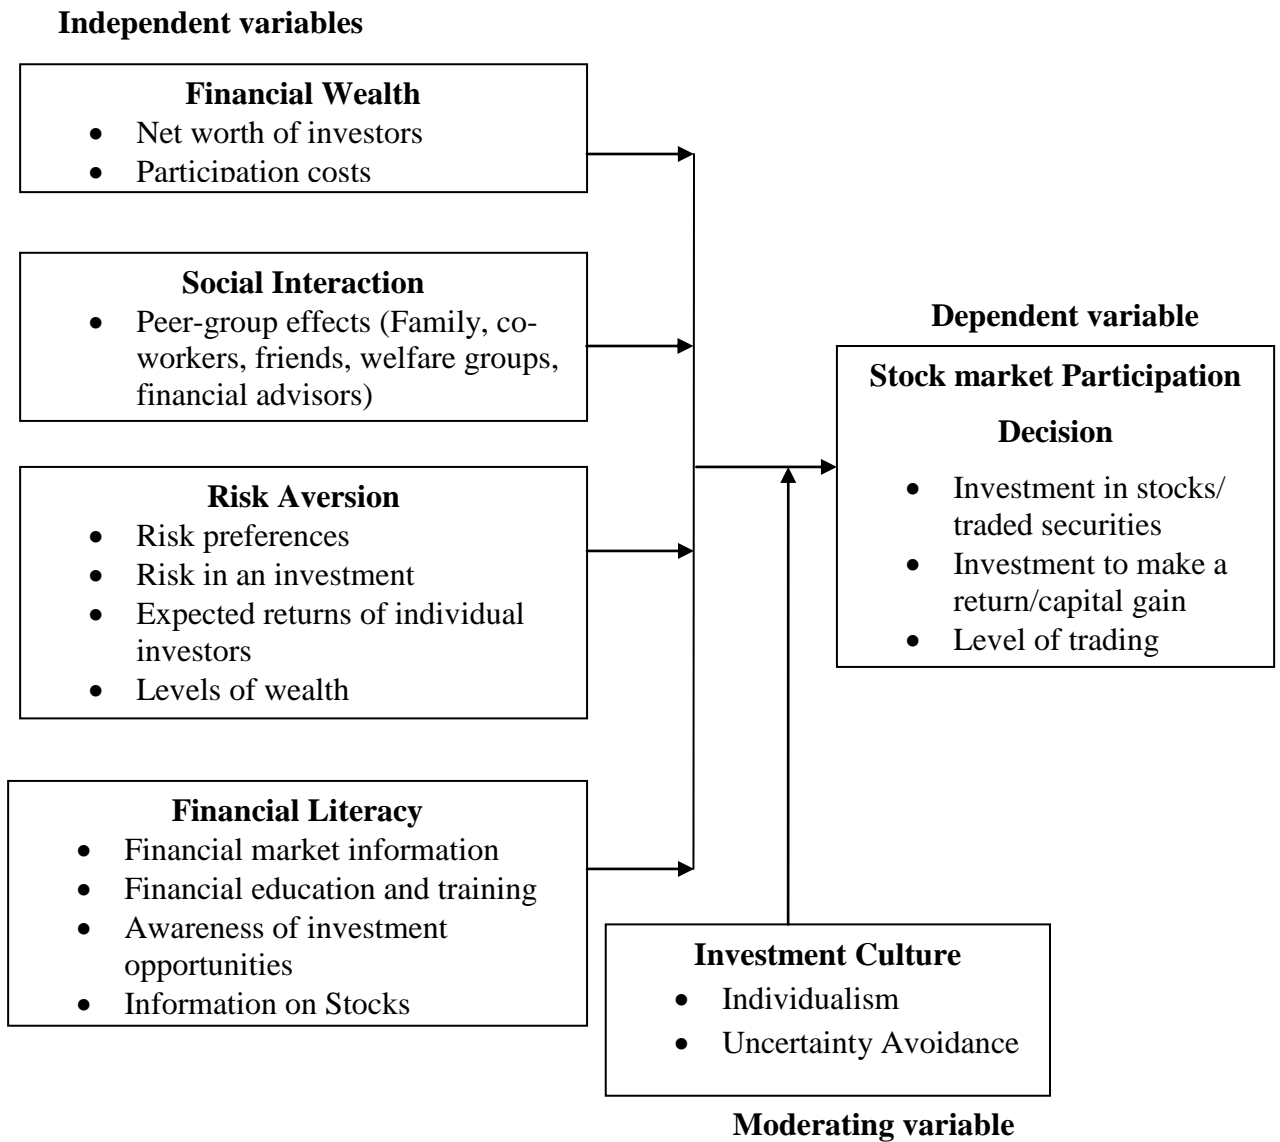 Independent variables
Financial Wealth
• Net worth of investors
• Participation costs
Social Interaction
• Peer-group effects (Family, co-
workers, friends, welfare groups,
financial advisors)
Risk Aversion
• Risk preferences
• Risk in an investment
• Expected returns of individual
investors
• Levels of wealth
Financial Literacy
• Financial market information
• Financial education and training
• Awareness of investment
opportunities
• Information on Stocks
Dependent variable
Stock market Participation
Decision
• Investment in stocks/
traded securities
• Investment to make a
return/capital gain
• Level of trading
Investment Culture
• Individualism
• Uncertainty Avoidance
Moderating variable